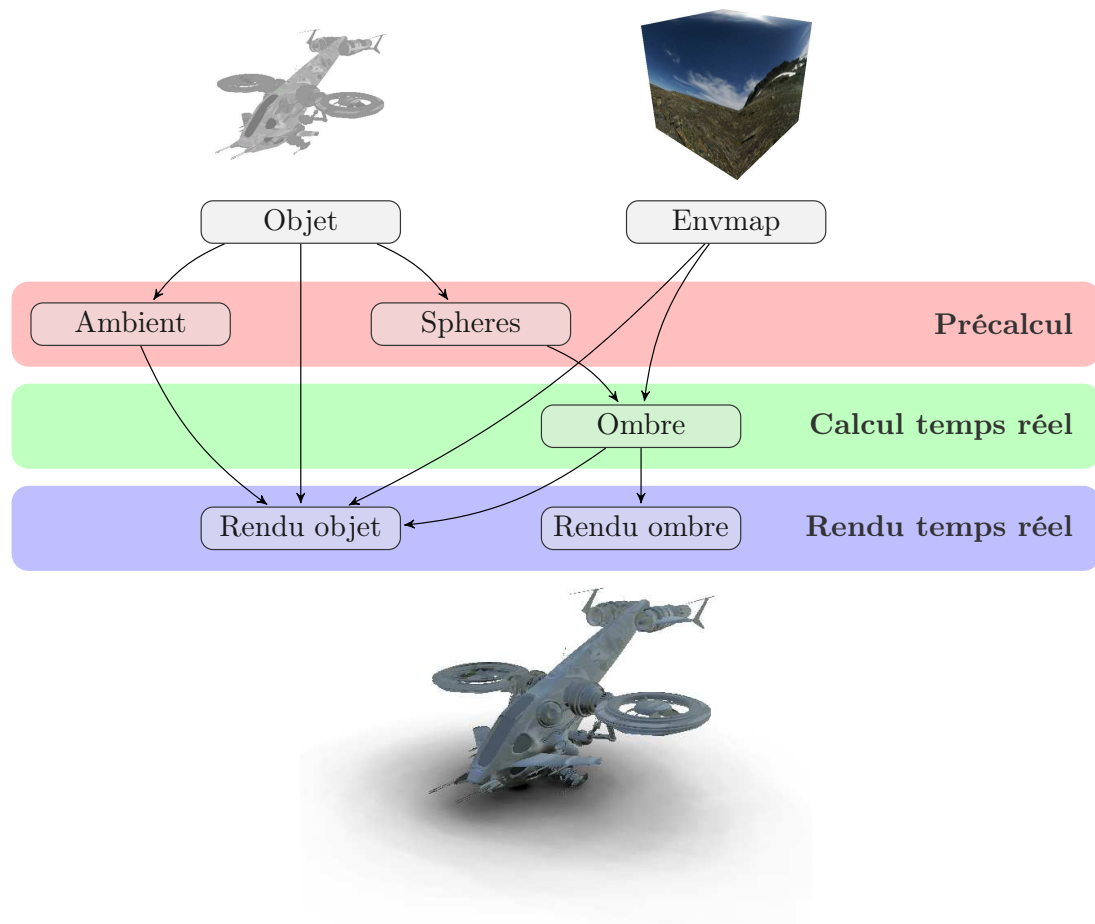 Objet
Envmap
Ambient
Spheres
Précalcul
Ombre
Calcul temps réel
Rendu objet
Rendu ombre
Rendu temps réel